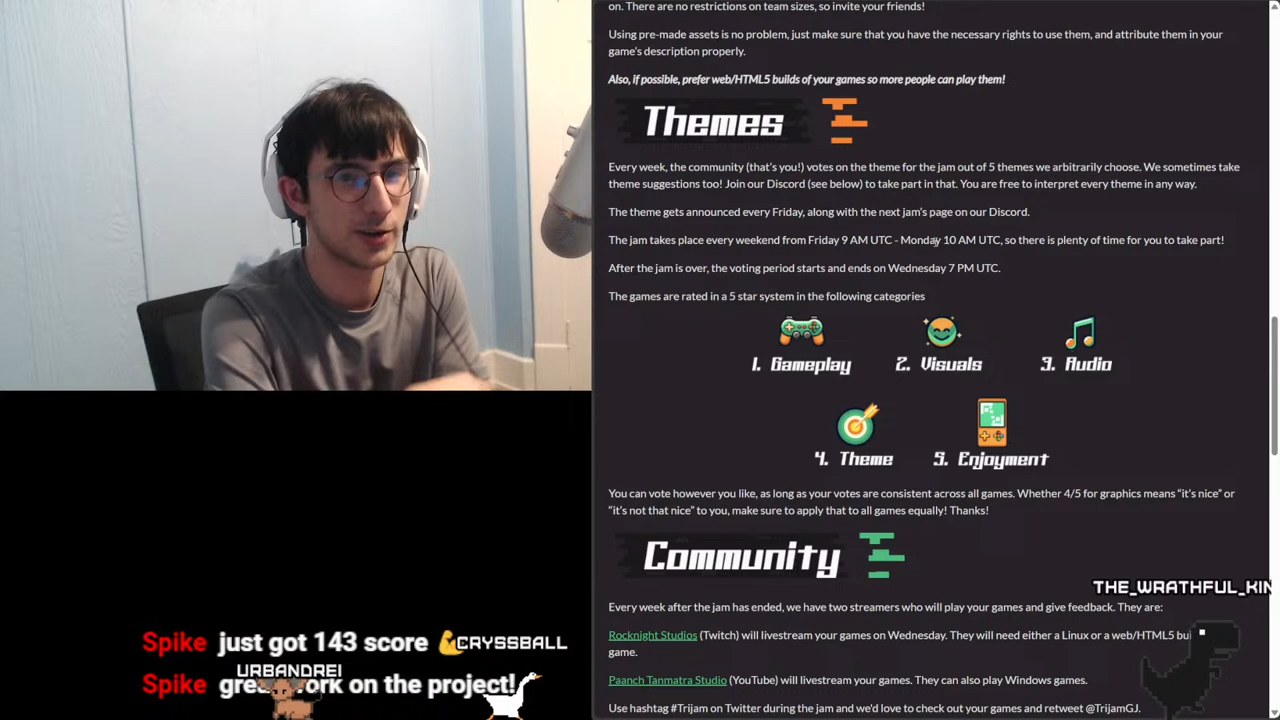 on. There are no restrictions on team sizes, so invite your friends!
Using pre-made assets is no problem, just make sure that you have the necessary rights to use them, and attribute them in your
game's description properly.
Also, if possible, prefer web/HTML5 builds of your games so more people can play them!
Themes
Every week, the community (that's you!) votes on the theme for the jam out of 5 themes we arbitrarily choose. We sometimes take
theme suggestions too! Join our Discord (see below) to take part in that. You are free to interpret every theme in any way.
The theme gets announced every Friday, along with the next jam's page on our Discord.
The jam takes place every weekend from Friday 9 AM UTC - Monday 10 AM UTC, so there is plenty of time for you to take part!
After the jam is over, the voting period starts and ends on Wednesday 7 PM UTC.
The games are rated in a 5 star system in the following categories
1. Gameplay
2. Visuals
3. Audio
4. Theme
5. Enjoyment
You can vote however you like, as long as your votes are consistent across all games. Whether 4/5 for graphics means “it's nice” or
“it's not that nice” to you, make sure to apply that to all games equally! Thanks!
Community
THE_WRATHFUL_KIN
Every week after the jam has ended, we have two streamers who will play your games and give feedback. They are:
Rocknight Studios (Twitch) will livestream your games on Wednesday. They will need either a Linux or a web/HTML5
game.
Paanch Tanmatra Studio (YouTube) will livestream your games. They can also play Windows games.
Use hashtag #Trijam on Twitter during the jam and we'd love to check out your games and retweet @TrijamGJ.
Spike just got 143 score 💪
CRYSSBALL
URBANDREI
Spike on the project!